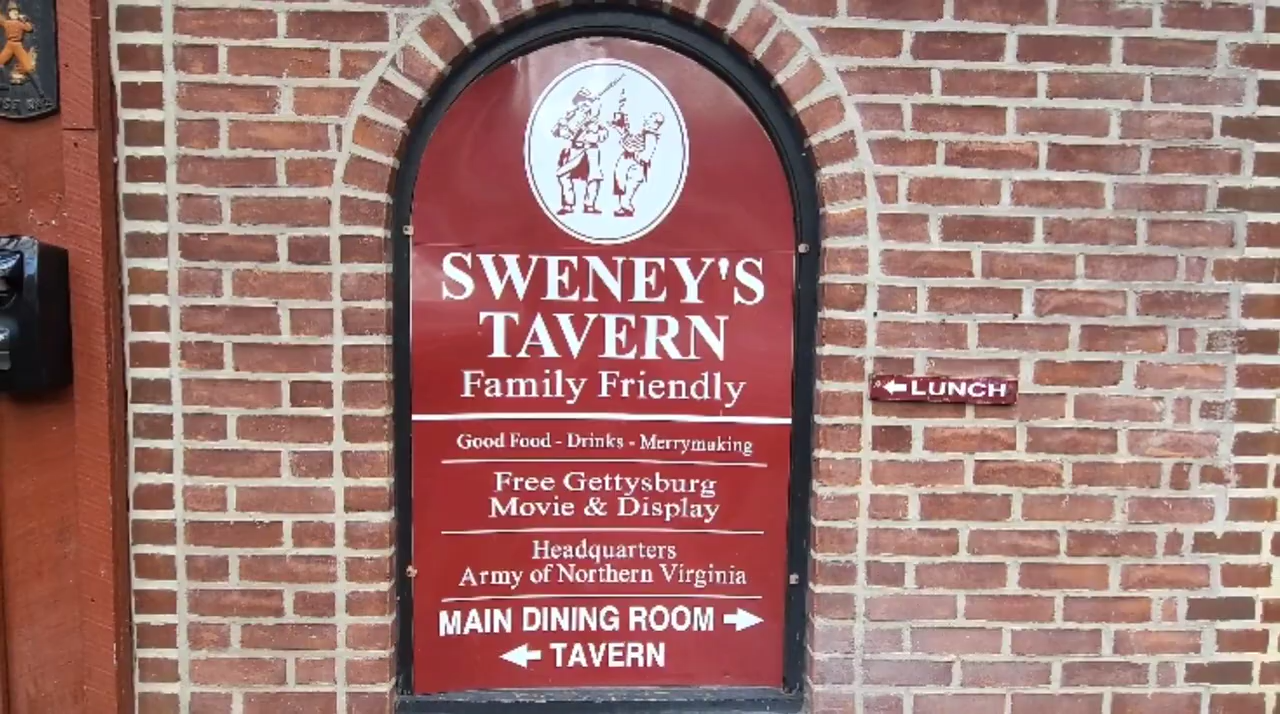 SWENEY'S
TAVERN
Family Friendly
Good Food - Drinks - Merrymaking
Free Gettysburg
Movie & Display
Headquarters
Army of Northern Virginia
MAIN DINING ROOM →
← TAVERN
← LUNCH